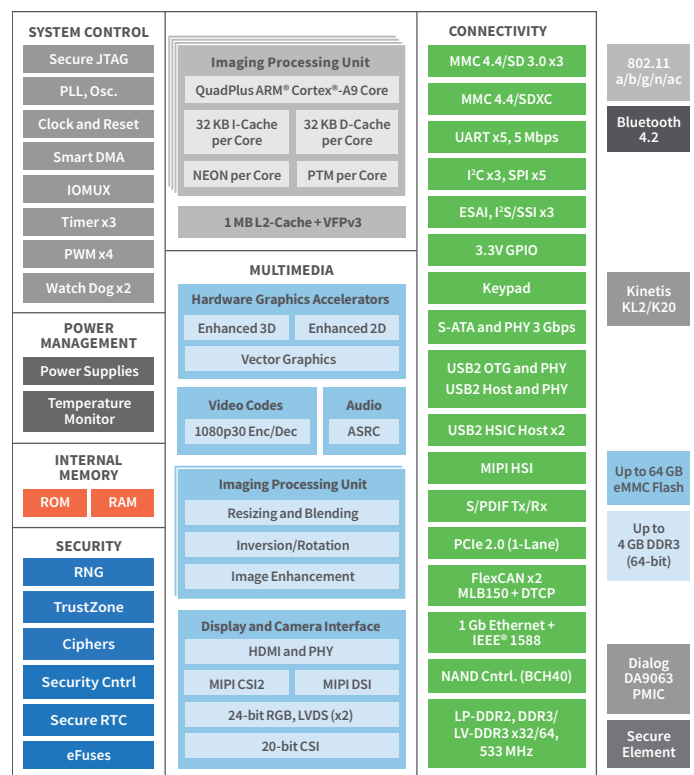 SYSTEM CONTROL
Secure JTAG
PLL, Osc.
Clock and Reset
Smart DMA
IOMUX
Timer x3
PWM x4
Watch Dog x2
POWER
MANAGEMENT
Power Supplies
Temperature
Monitor
INTERNAL
MEMORY
ROM
RAM
SECURITY
RNG
TrustZone
Ciphers
Security Cntrl
Secure RTC
eFuses
Imaging Processing Unit
QuadPlus ARM® Cortex®-A9 Core
32 KB I-Cache
per Core
32 KB D-Cache
per Core
NEON per Core
PTM per Core
1 MB L2-Cache + VFPv3
MULTIMEDIA
Hardware Graphics Accelerators
Enhanced 3D
Enhanced 2D
Vector Graphics
Video Codes
1080p30 Enc/Dec
Audio
ASRC
Imaging Processing Unit
Resizing and Blending
Inversion/Rotation
Image Enhancement
Display and Camera Interface
HDMI and PHY
MIPI CSI2
MIPI DSI
24-bit RGB, LVDS (x2)
20-bit CSI
CONNECTIVITY
MMC 4.4/SD 3.0 x3
MMC 4.4/SDXC
UART x5, 5 Mbps
I²C x3, SPI x5
ESAI, I²S/SSI x3
3.3V GPIO
Keypad
S-ATA and PHY 3 Gbps
USB2 OTG and PHY
USB2 Host and PHY
USB2 HSIC Host x2
MIPI HSI
S/PDIF Tx/Rx
PCIe 2.0 (1-Lane)
FlexCAN x2
MLB150 + DTCP
1 Gb Ethernet +
IEEE® 1588
NAND Cntrl. (BCH40)
LP-DDR2, DDR3/
LV-DDR3 x32/64,
533 MHz
802.11
a/b/g/n/ac
Bluetooth
4.2
Kinetis
KL2/K20
Up to 64 GB
eMMC Flash
Up to
4 GB DDR3
(64-bit)
Dialog
DA9063
PMIC
Secure
Element